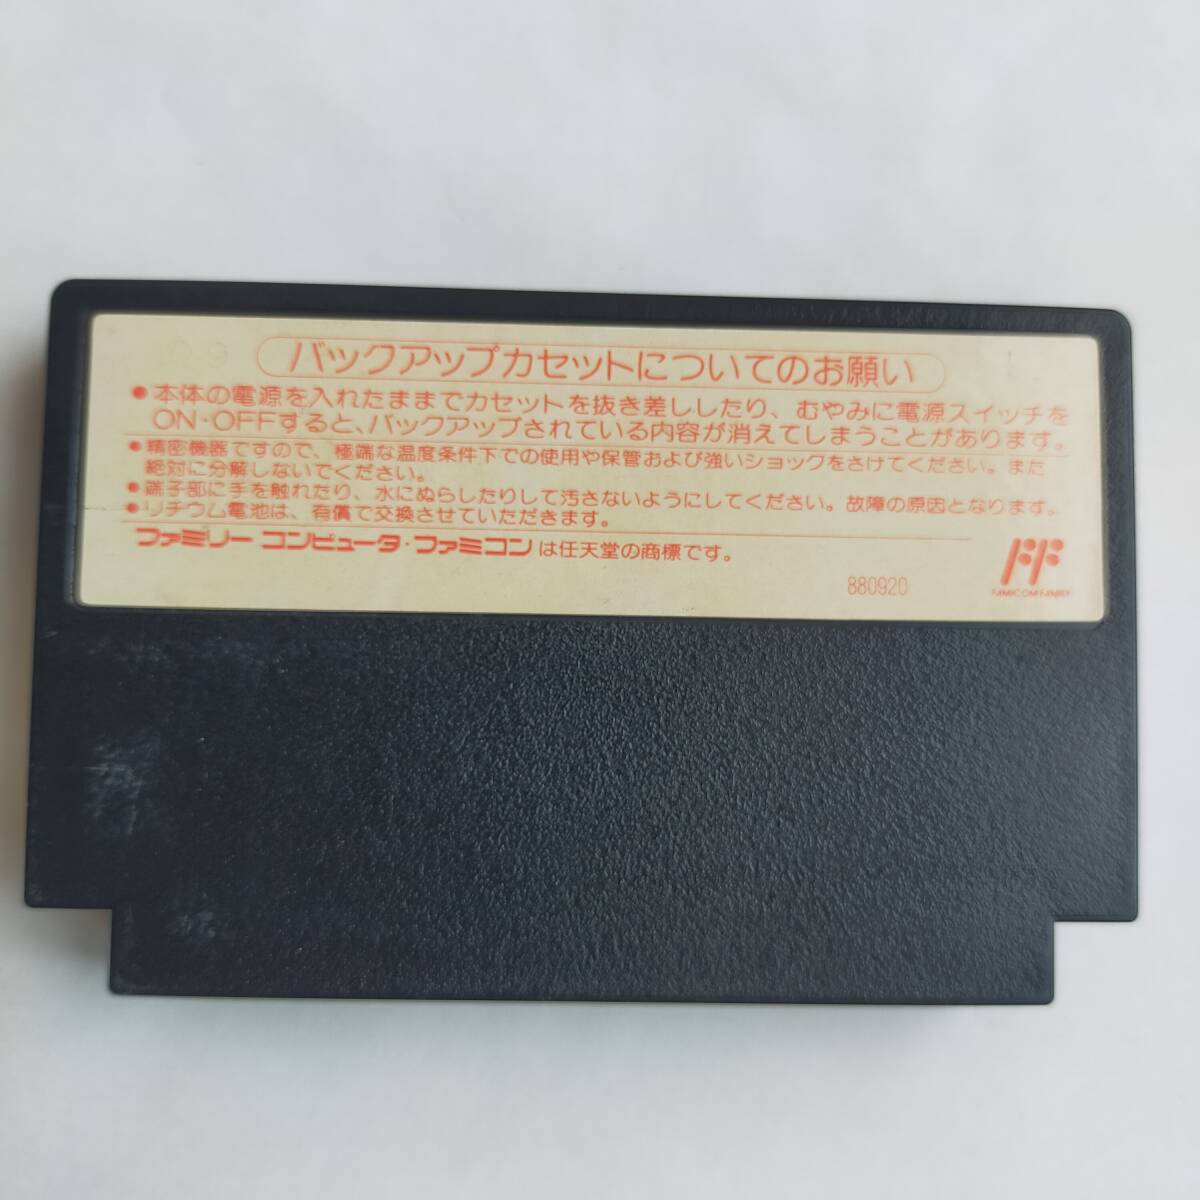 バックアップカセットについてのお願い
●本体の電源を入れたままでカセットを抜き差ししたり、むやみに電源スイッチを
ON・OFFすると、バックアップされている内容が消えてしまうことがあります。
●精密機器ですので、極端な温度条件下での使用や保管および強いショックをさけてください。また
絶対に分解しないでください。
●端子部に手を触れたり、水にぬらしたりして汚さないようにしてください。故障の原因となります。
●リチウム電池は、有償で交換させていただきます。
ファミリーコンピュータ・ファミコンは任天堂の商標です。
880920
FF
FAMICOM FAMILY